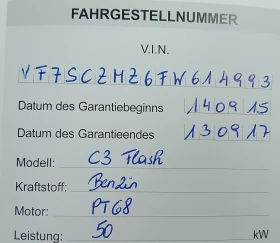 FAHRGESTELLNUMMER
V.I.N.
VF7SCZHZ6FW614993
Datum des Garantiebeginns 140915
Datum des Garantieendes 130917
Modell: C3 Flash
Kraftstoff: Benzin
Motor: PT68
Leistung: 50 kW